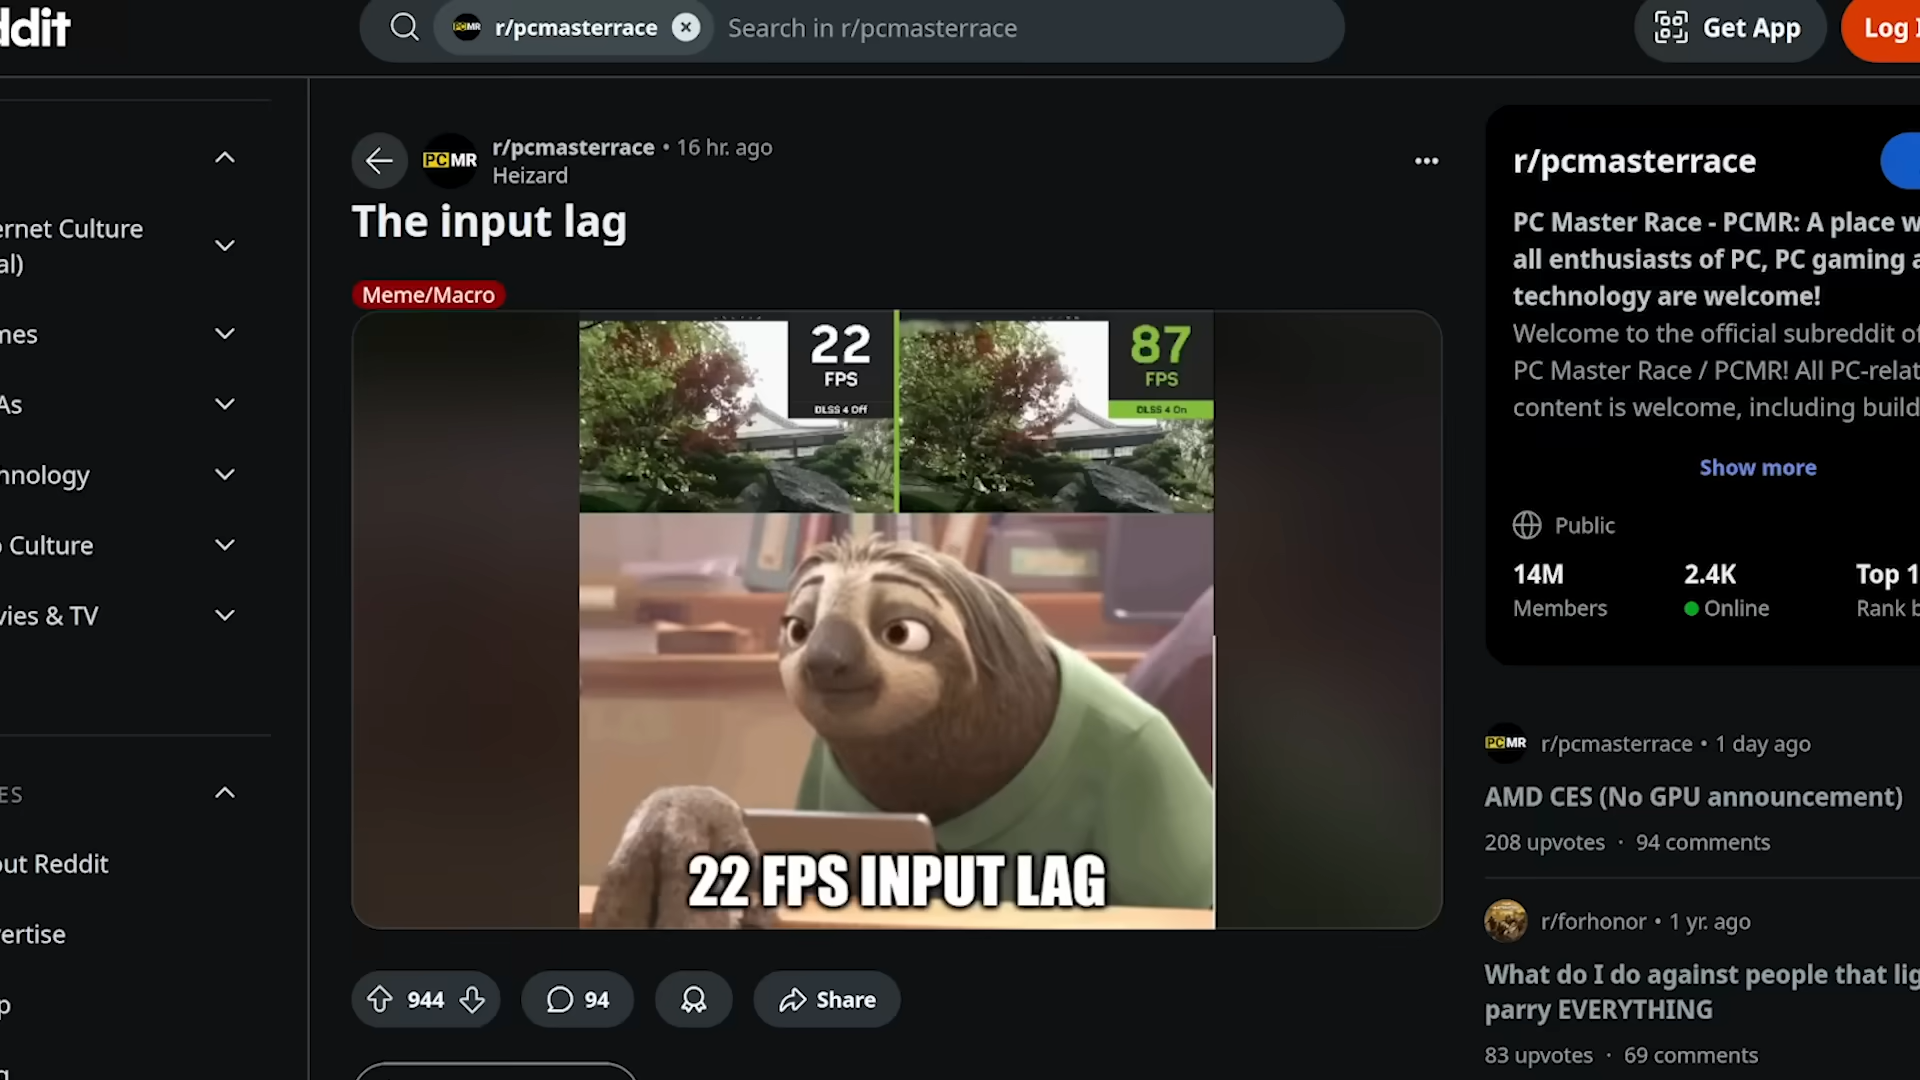 ddit
PCMR r/pcmasterrace
Search in r/pcmasterrace
Get App
Log I
ernet Culture
al)
mes
As
hnology
o Culture
vies & TV
ES
out Reddit
vertise
p
PCMR
r/pcmasterrace • 16 hr. ago
Heizard
The input lag
Meme/Macro
22
FPS
DLSS 4 Off
87
FPS
DLSS 4 On
22 FPS INPUT LAG
944
94
Share
r/pcmasterrace
PC Master Race - PCMR: A place w
all enthusiasts of PC, PC gaming a
technology are welcome!
Welcome to the official subreddit of
PC Master Race / PCMR! All PC-relat
content is welcome, including build
Show more
Public
14M
Members
2.4K
Online
Top 1
Rank b
PCMR r/pcmasterrace • 1 day ago
AMD CES (No GPU announcement)
208 upvotes · 94 comments
r/forhonor • 1 yr. ago
What do I do against people that lig
parry EVERYTHING
83 upvotes · 69 comments